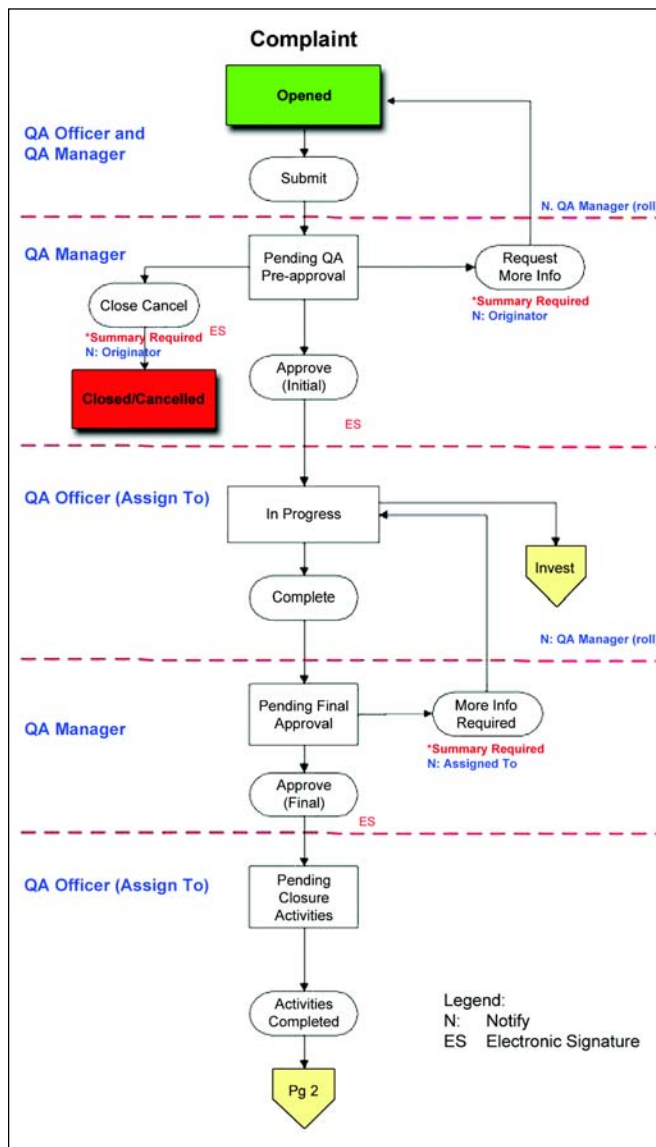 Complaint
Opened
QA Officer and
QA Manager
Submit
N. QA Manager (roll)
QA Manager
Pending QA
Pre-approval
Request
More Info
*Summary Required
N: Originator
Close Cancel
*Summary Required
ES
N: Originator
Closed/Cancelled
Approve
(Initial)
ES
QA Officer (Assign To)
In Progress
Invest
Complete
N: QA Manager (roll)
QA Manager
Pending Final
Approval
More Info
Required
*Summary Required
N: Assigned To
Approve
(Final)
ES
QA Officer (Assign To)
Pending
Closure
Activities
Activities
Completed
Legend:
N: Notify
ES Electronic Signature
Pg 2